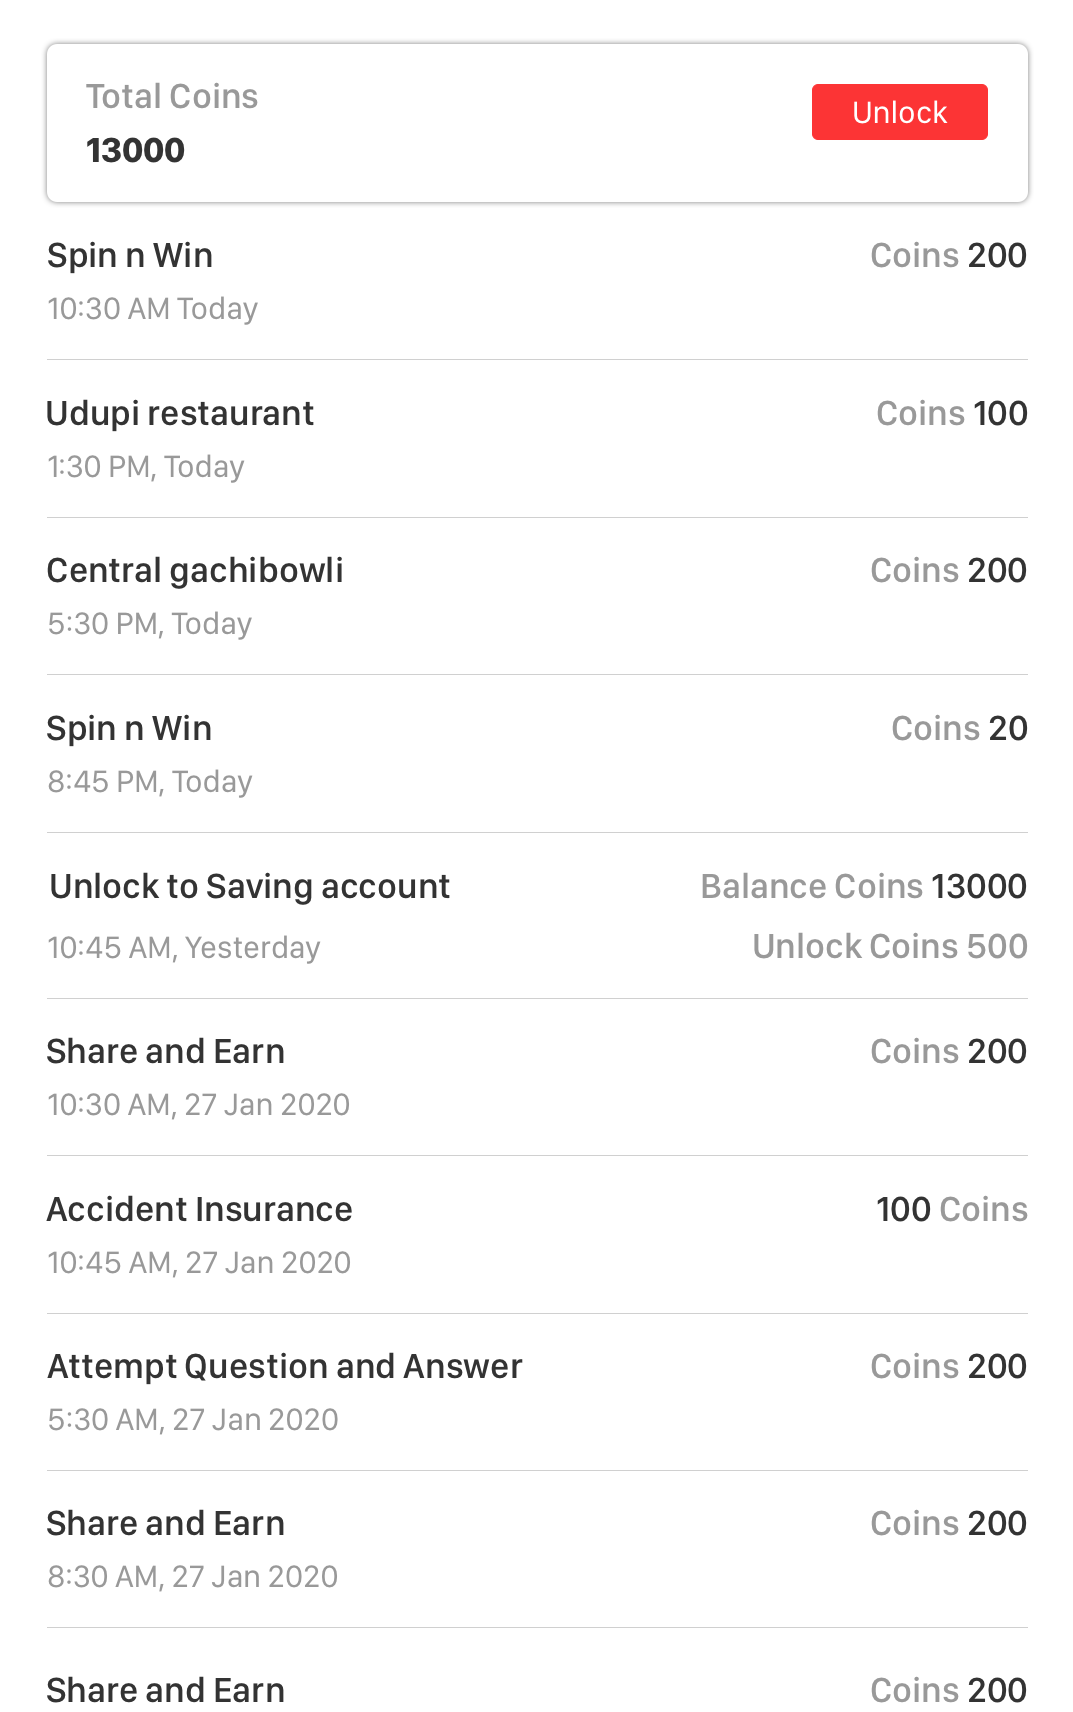 Total Coins
13000
Unlock
Spin n Win
Coins 200
10:30 AM Today
Udupi restaurant
Coins 100
1:30 PM, Today
Central gachibowli
Coins 200
5:30 PM, Today
Spin n Win
Coins 20
8:45 PM, Today
Unlock to Saving account
Balance Coins 13000
10:45 AM, Yesterday
Unlock Coins 500
Share and Earn
Coins 200
10:30 AM, 27 Jan 2020
Accident Insurance
100 Coins
10:45 AM, 27 Jan 2020
Attempt Question and Answer
Coins 200
5:30 AM, 27 Jan 2020
Share and Earn
Coins 200
8:30 AM, 27 Jan 2020
Share and Earn
Coins 200